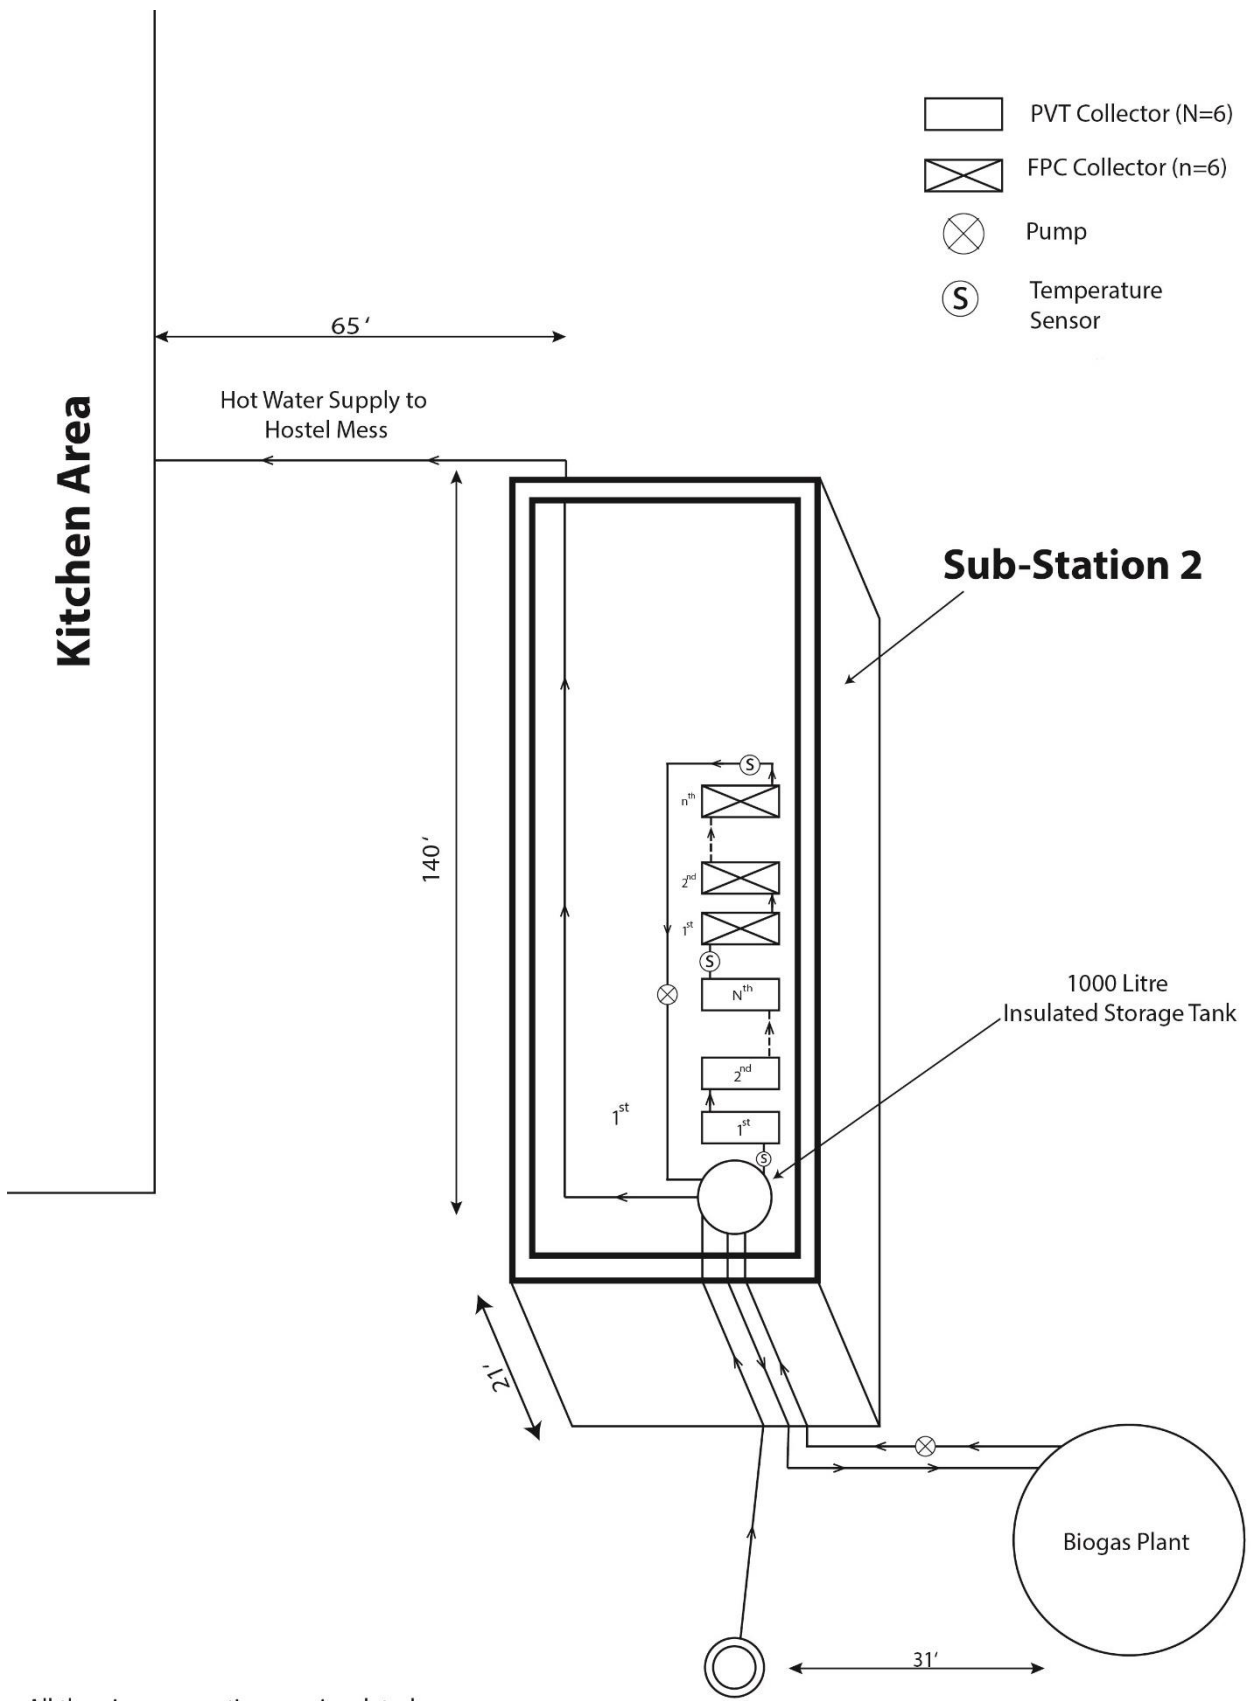 PVT Collector (N=6)
FPC Collector (n=6)
Pump
S
Temperature
Sensor
65‘
Hot Water Supply to
Hostel Mess
Kitchen Area
Sub-Station 2
140‘
S
nth
2nd
1st
S
Nth
2nd
1st
1st
S
1000 Litre
Insulated Storage Tank
21‘
Biogas Plant
31‘